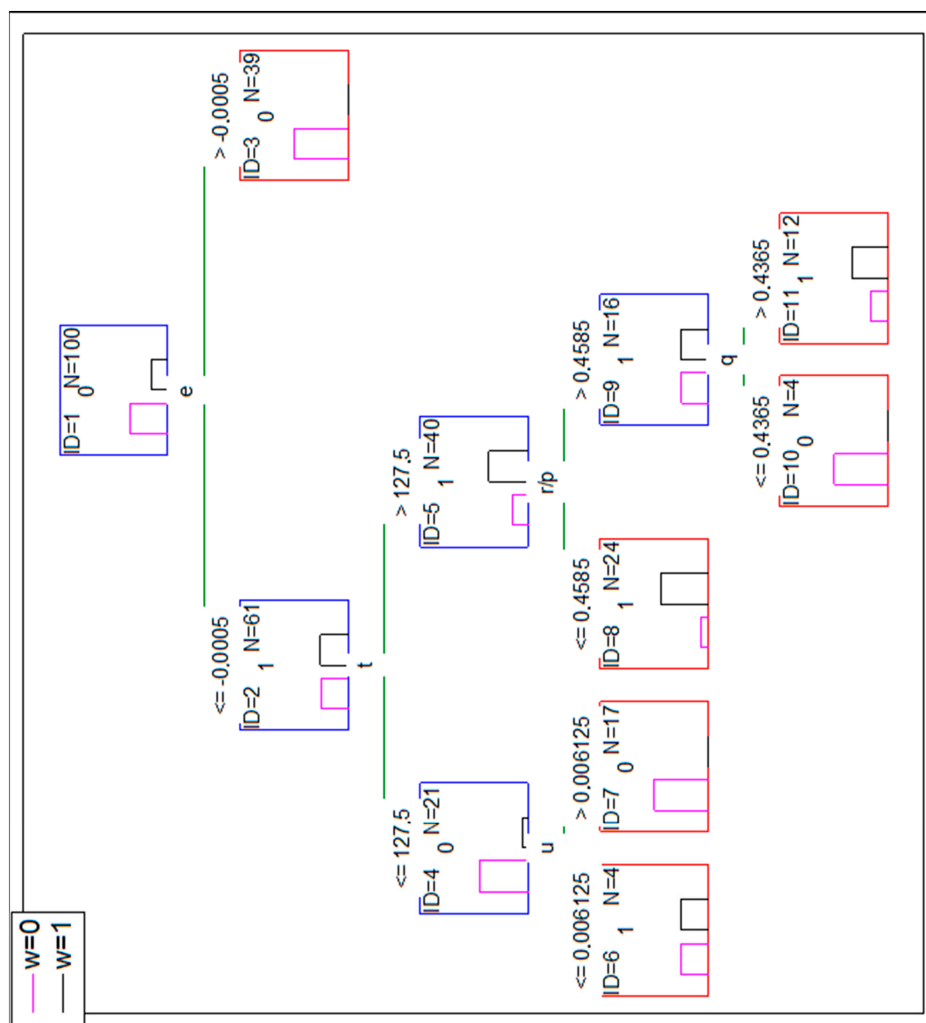 w=0
w=1
ID=1 N=100
0
e
<= -0.0005
> -0.0005
ID=2 N=61
1
t
ID=3 N=39
0
<= 127.5
> 127.5
ID=4 N=21
0
u
ID=5 N=40
1
r/p
<= 0.006125
> 0.006125
<= 0.4585
> 0.4585
ID=6 N=4
1
ID=7 N=17
0
ID=8 N=24
1
ID=9 N=16
1
q
<= 0.4365
> 0.4365
ID=10 N=4
0
ID=11 N=12
1